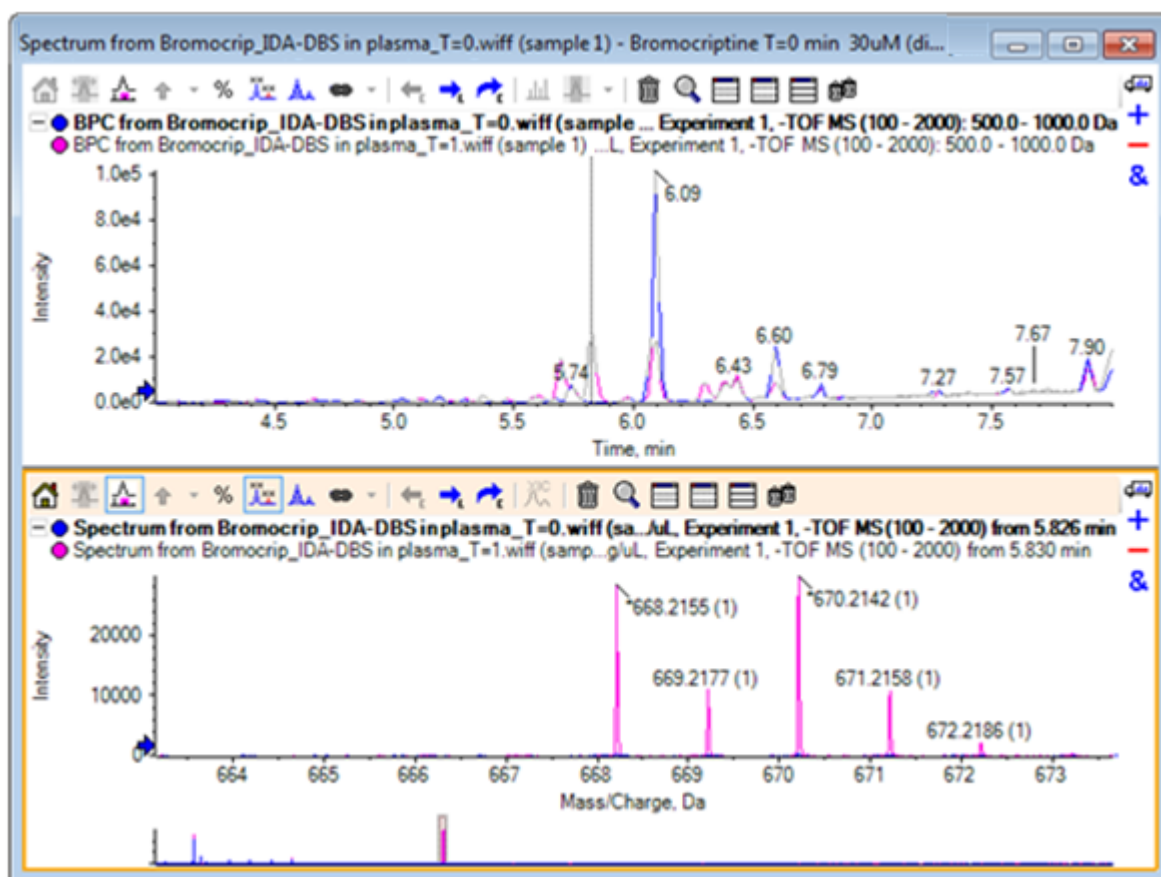 Spectrum from Bromocrip_IDA-DBS in plasma_T=0.wiff (sample 1) - Bromocriptine T=0 min 30uM (di...
%
BPC from Bromocrip_IDA-DBS in plasma_T=0.wiff (sample ... Experiment 1, -TOF MS (100 - 2000): 500.0 - 1000.0 Da
BPC from Bromocrip_IDA-DBS in plasma_T=1.wiff (sample 1) ...L, Experiment 1, -TOF MS (100 - 2000): 500.0 - 1000.0 Da
+
−
&
Intensity
1.0e5
8.0e4
6.0e4
4.0e4
2.0e4
0.0e0
5.74
6.09
6.43
6.60
6.79
7.27
7.57
7.67
7.90
4.5 5.0 5.5 6.0 6.5 7.0 7.5
Time, min
%
Spectrum from Bromocrip_IDA-DBS in plasma_T=0.wiff (sa.../uL, Experiment 1, -TOF MS (100 - 2000) from 5.826 min
Spectrum from Bromocrip_IDA-DBS in plasma_T=1.wiff (samp...g/uL, Experiment 1, -TOF MS (100 - 2000) from 5.830 min
+
−
&
Intensity
20000
10000
0
*668.2155 (1)
669.2177 (1)
*670.2142 (1)
671.2158 (1)
672.2186 (1)
664 665 666 667 668 669 670 671 672 673
Mass/Charge, Da